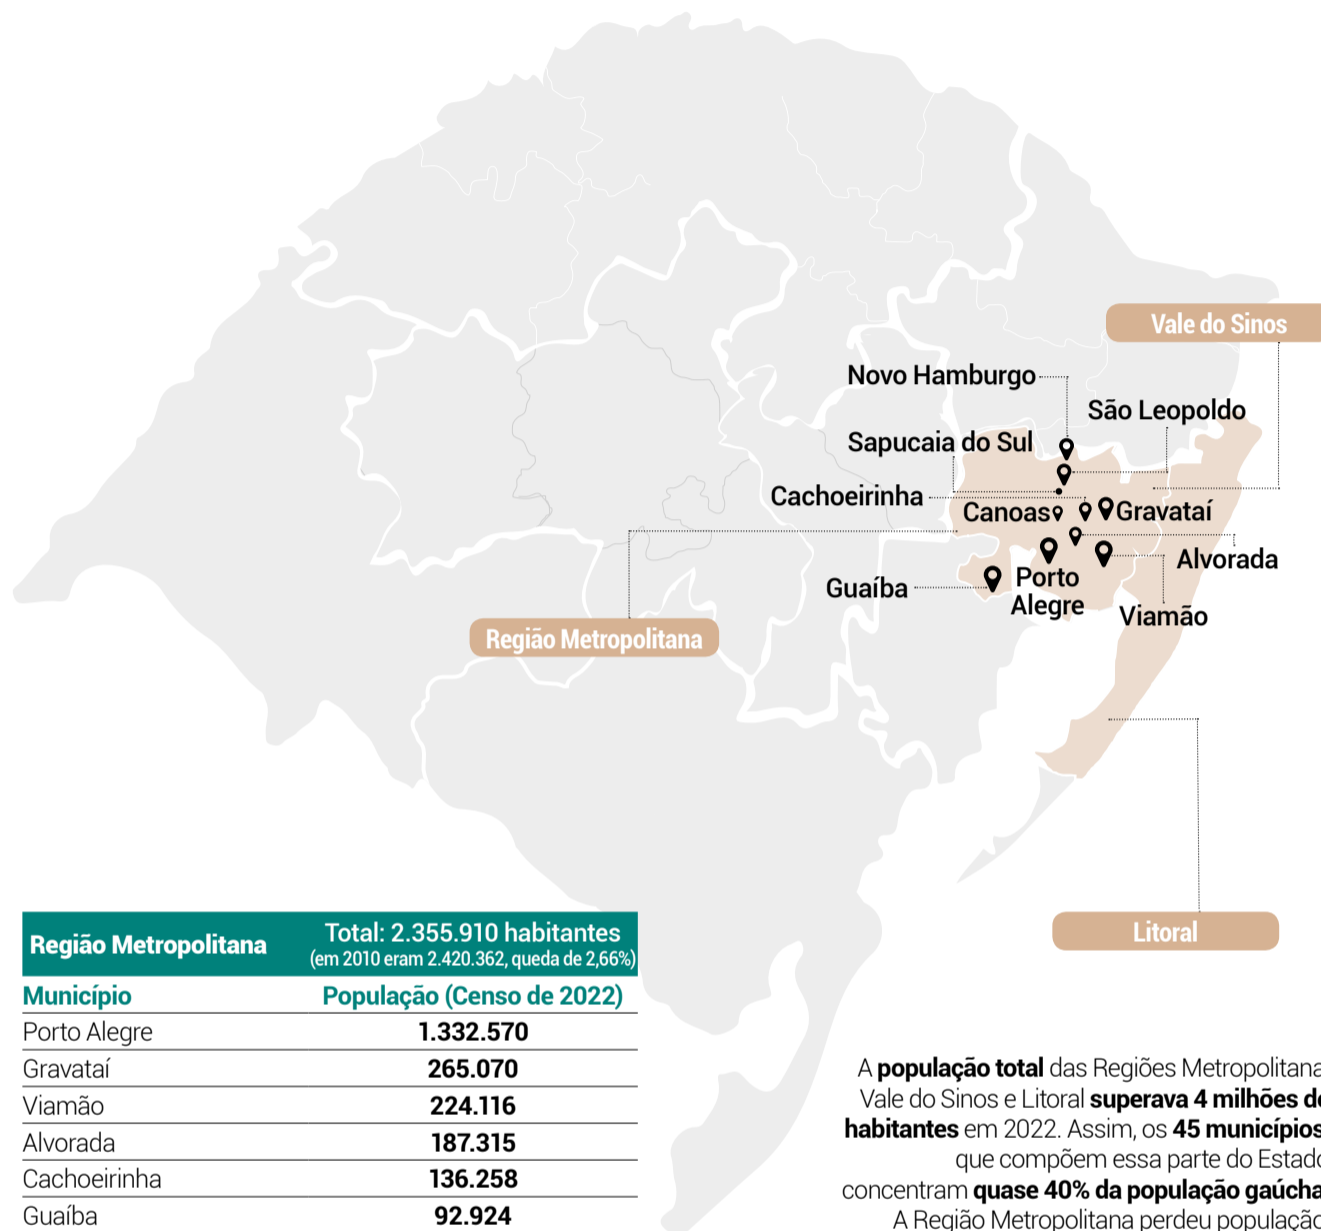 Vale do Sinos
Novo Hamburgo
São Leopoldo
Sapucaia do Sul
Cachoeirinha
Canoas
Gravataí
Alvorada
Guaíba
Porto
Alegre
Viamão
Região Metropolitana
Litoral
Região Metropolitana
Total: 2.355.910 habitantes
(em 2010 eram 2.420.362, queda de 2,66%)
Município População (Censo de 2022)
Porto Alegre 1.332.570
Gravataí 265.070
Viamão 224.116
Alvorada 187.315
Cachoeirinha 136.258
Guaíba 92.924
A população total das Regiões Metropolitana
Vale do Sinos e Litoral superava 4 milhões de
habitantes em 2022. Assim, os 45 municípios
que compõem essa parte do Estado
concentram quase 40% da população gaúcha
A Região Metropolitana perdeu população